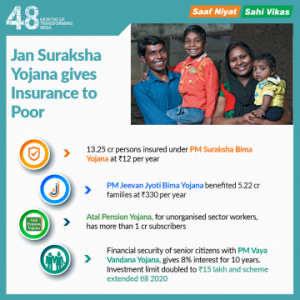 48 MONTHS OF
TRANSFORMING
INDIA
Saaf Niyat Sahi Vikas
Jan Suraksha
Yojana gives
Insurance to
Poor
13.25 cr persons insured under PM Suraksha Bima
Yojana at ₹12 per year
PM Jeevan Jyoti Bima Yojana benefited 5.22 cr
families at ₹330 per year
Atal Pension Yojana, for unorganised sector workers,
has more than 1 cr subscribers
Financial security of senior citizens with PM Vaya
Vandana Yojana, gives 8% interest for 10 years.
Investment limit doubled to ₹15 lakh and scheme
extended till 2020